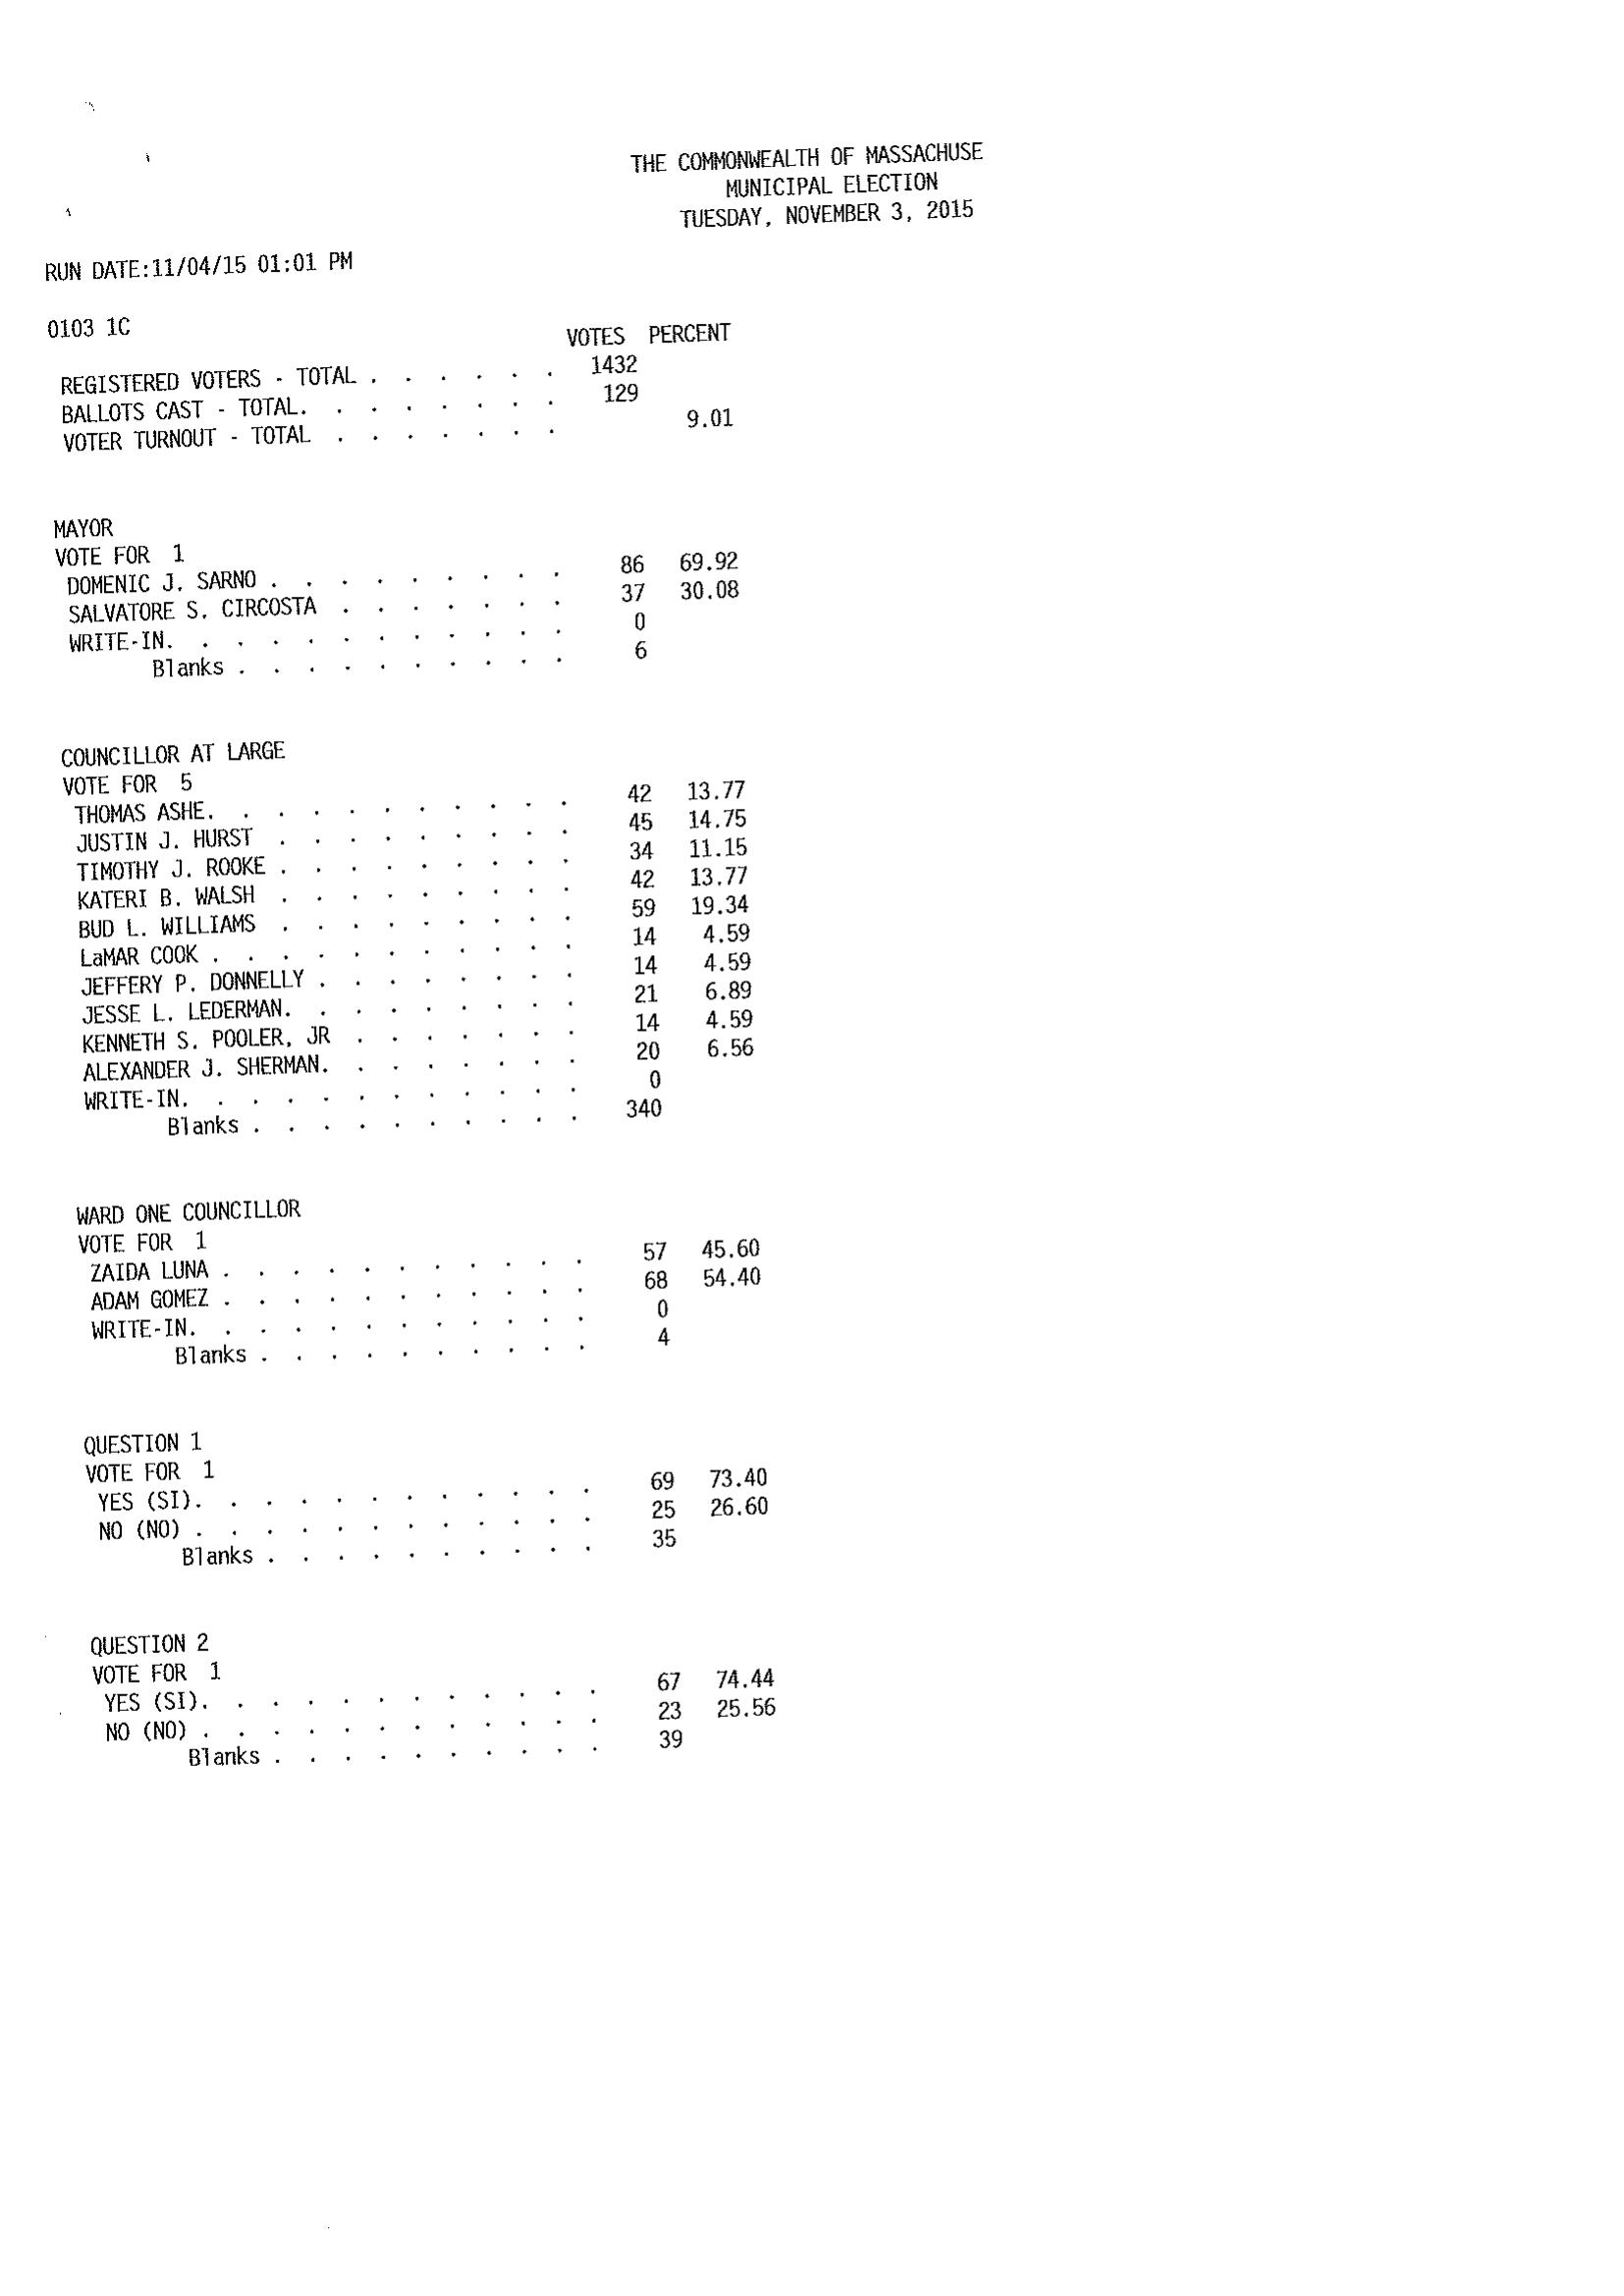 THE COMMONWEALTH OF MASSACHUSE
MUNICIPAL ELECTION
TUESDAY, NOVEMBER 3, 2015
RUN DATE:11/04/15 01:01 PM
0103 1C
VOTES PERCENT
REGISTERED VOTERS - TOTAL . . . . . . 1432
BALLOTS CAST - TOTAL. . . . . . . . 129
VOTER TURNOUT - TOTAL . . . . . . . 9.01
MAYOR
VOTE FOR 1
DOMENIC J. SARNO . . . . . . . . . 86 69.92
SALVATORE S. CIRCOSTA . . . . . . . 37 30.08
WRITE-IN. . . . . . . . . . . . 0
Blanks . . . . . . . . . . 6
COUNCILLOR AT LARGE
VOTE FOR 5
THOMAS ASHE. . . . . . . . . . . 42 13.77
JUSTIN J. HURST . . . . . . . . . 45 14.75
TIMOTHY J. ROOKE . . . . . . . . . 34 11.15
KATERI B. WALSH . . . . . . . . . 42 13.77
BUD L. WILLIAMS . . . . . . . . . 59 19.34
LaMAR COOK . . . . . . . . . . . 14 4.59
JEFFERY P. DONNELLY . . . . . . . . 14 4.59
JESSE L. LEDERMAN. . . . . . . . . 21 6.89
KENNETH S. POOLER, JR . . . . . . . 14 4.59
ALEXANDER J. SHERMAN. . . . . . . . 20 6.56
WRITE-IN. . . . . . . . . . . . 0
Blanks . . . . . . . . . . 340
WARD ONE COUNCILLOR
VOTE FOR 1
ZAIDA LUNA . . . . . . . . . . . 57 45.60
ADAM GOMEZ . . . . . . . . . . . 68 54.40
WRITE-IN. . . . . . . . . . . . 0
Blanks . . . . . . . . . . 4
QUESTION 1
VOTE FOR 1
YES (SI). . . . . . . . . . . . 69 73.40
NO (NO) . . . . . . . . . . . . 25 26.60
Blanks . . . . . . . . . . 35
QUESTION 2
VOTE FOR 1
YES (SI). . . . . . . . . . . . 67 74.44
NO (NO) . . . . . . . . . . . . 23 25.56
Blanks . . . . . . . . . . 39